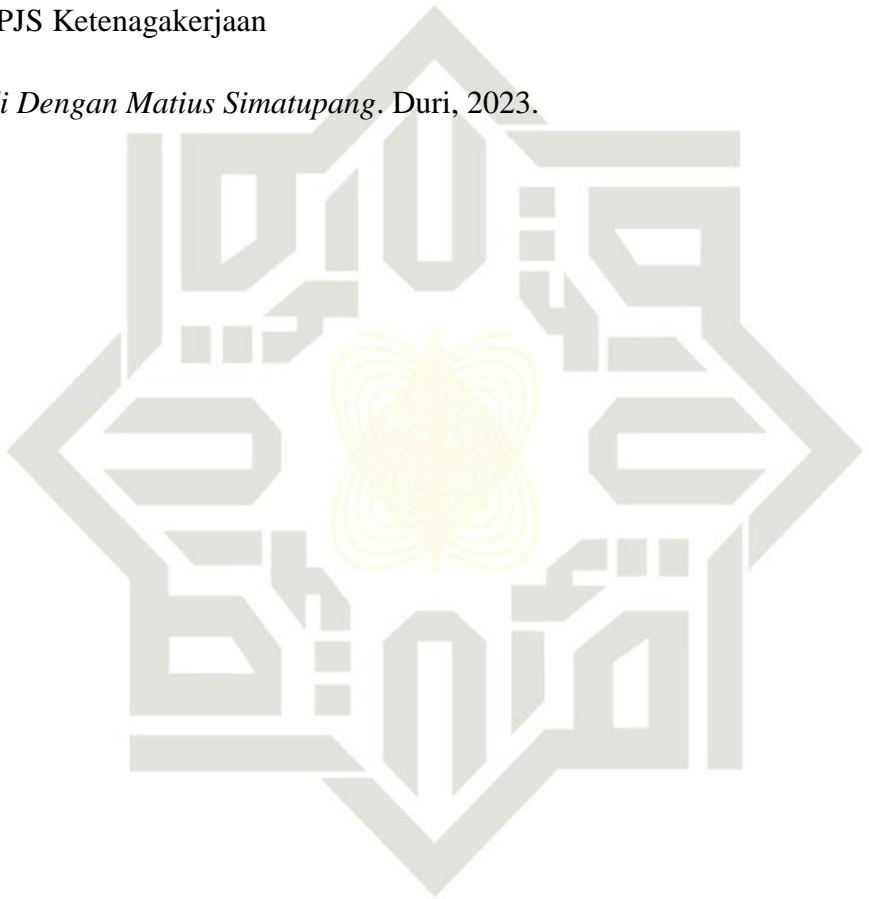 PJS Ketenagakerjaan
i Dengan Matius Simatupang. Duri, 2023.